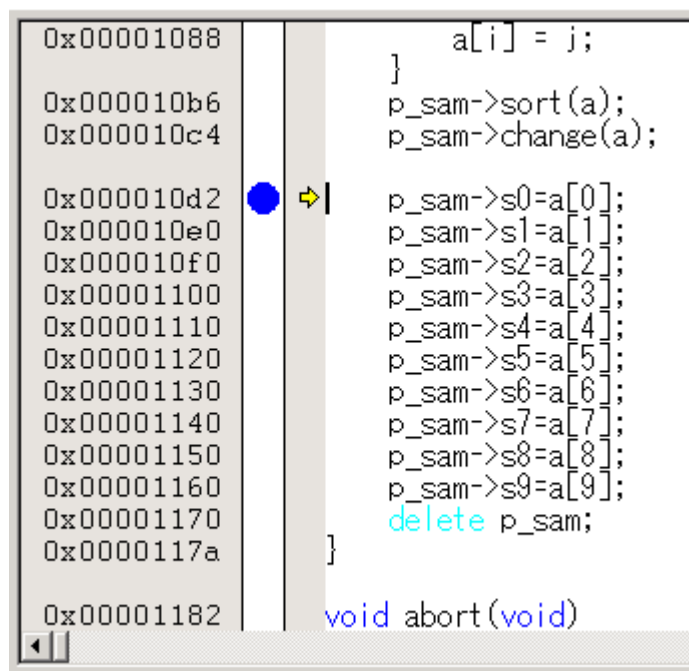 0x00001088 a[i] = j;
}
0x000010b6 p_sam->sort(a);
0x000010c4 p_sam->change(a);
0x000010d2 p_sam->s0=a[0];
0x000010e0 p_sam->s1=a[1];
0x000010f0 p_sam->s2=a[2];
0x00001100 p_sam->s3=a[3];
0x00001110 p_sam->s4=a[4];
0x00001120 p_sam->s5=a[5];
0x00001130 p_sam->s6=a[6];
0x00001140 p_sam->s7=a[7];
0x00001150 p_sam->s8=a[8];
0x00001160 p_sam->s9=a[9];
0x00001170 delete p_sam;
0x0000117a }
0x00001182 void abort(void)